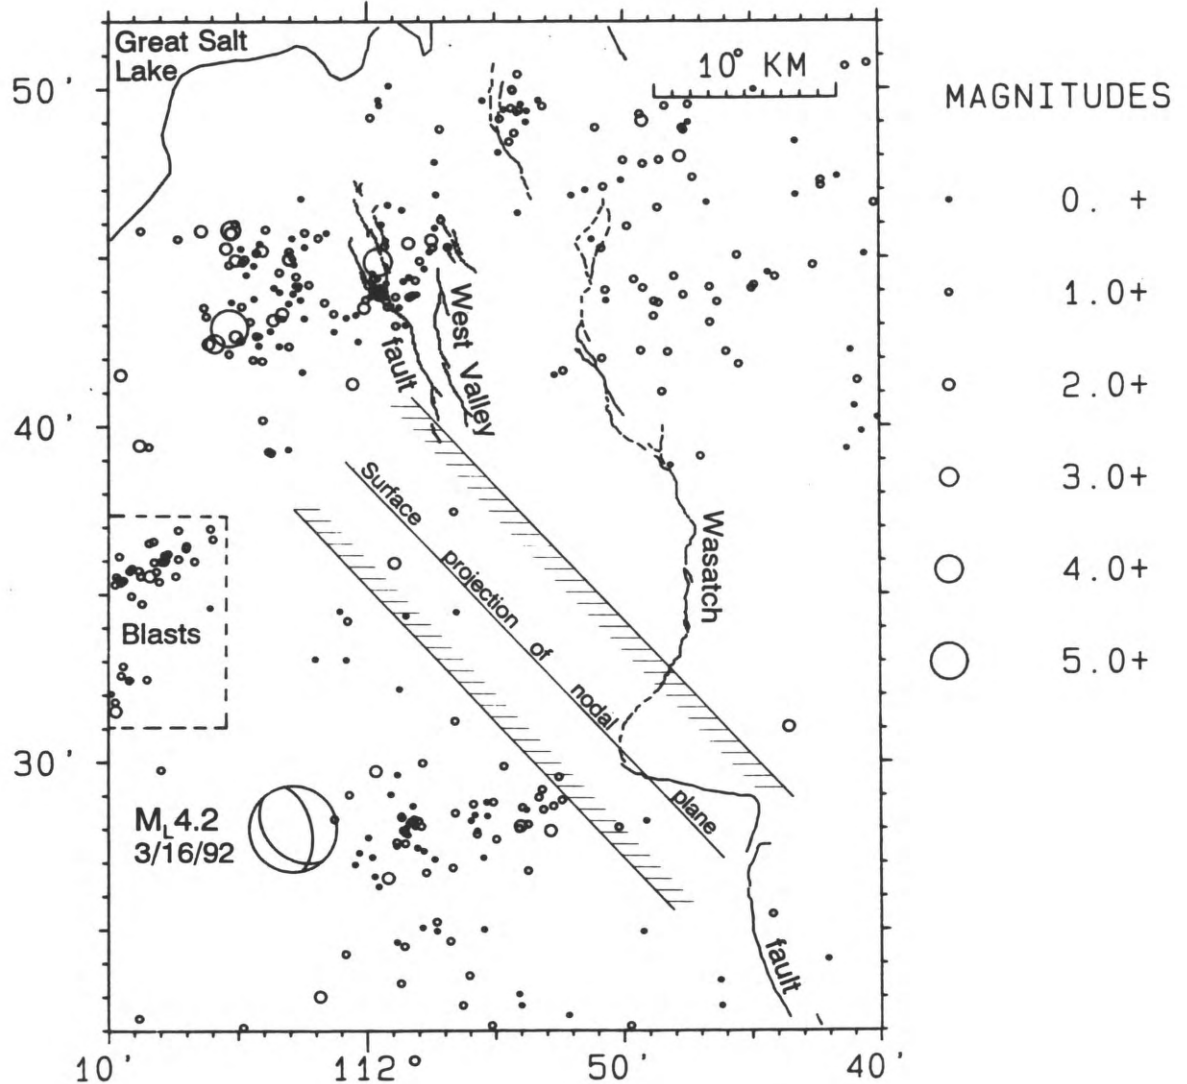 Great Salt
Lake
50'
10 KM
MAGNITUDES
0. +
1.0+
2.0+
3.0+
4.0+
5.0+
West Valley
fault
40'
Surface projection of nodal plane
Wasatch
Blasts
30'
ML4.2
3/16/92
fault
10'
112°
50'
40'